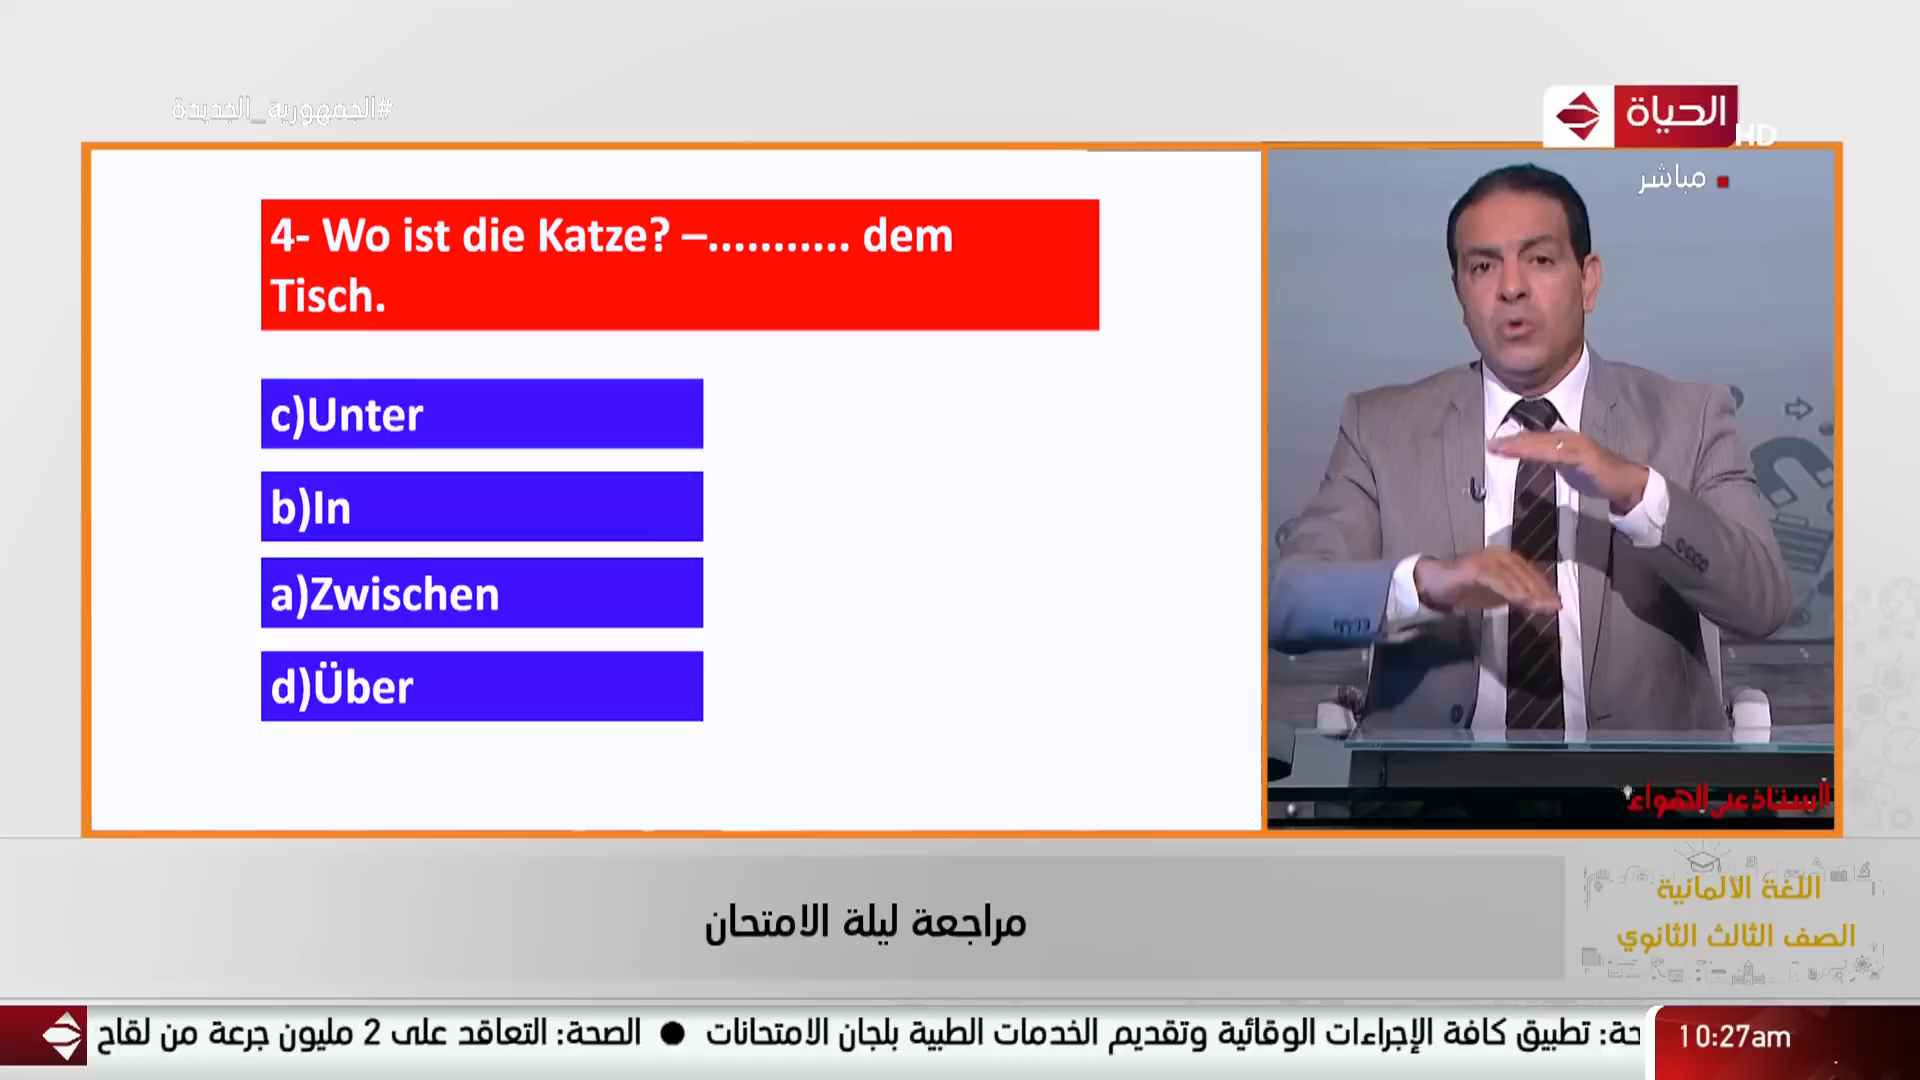 #الجمهورية_الجديدة
الحياة
HD
مباشر
4- Wo ist die Katze? –........... dem
Tisch.
c)Unter
b)In
a)Zwischen
d)Über
أستاذ على الهواء
اللغة الالمانية
الصف الثالث الثانوي
مراجعة ليلة الامتحان
حة: تطبيق كافة الإجراءات الوقائية وتقديم الخدمات الطبية بلجان الامتحانات ● الصحة: التعاقد على 2 مليون جرعة من لقاح
10:27am